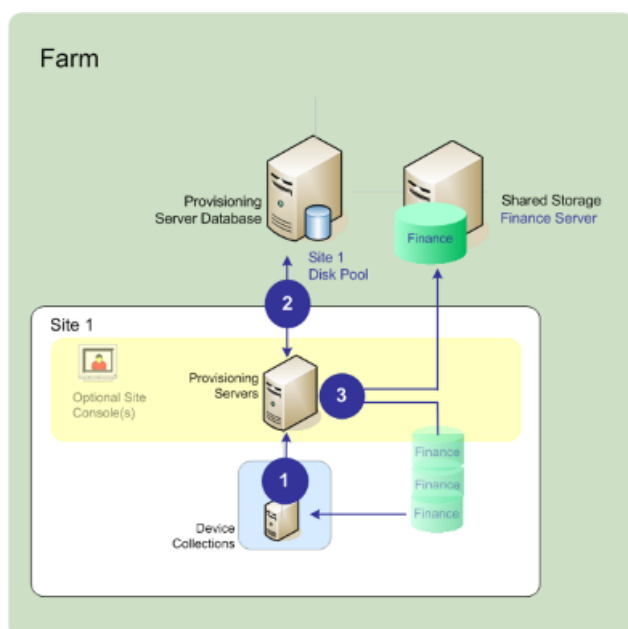 Farm
Provisioning
Server Database
Shared Storage
Finance Server
Finance
Site 1
Disk Pool
2
Site 1
Optional Site
Console(s)
Provisioning
Servers
3
1
Device
Collections
Finance
Finance
Finance